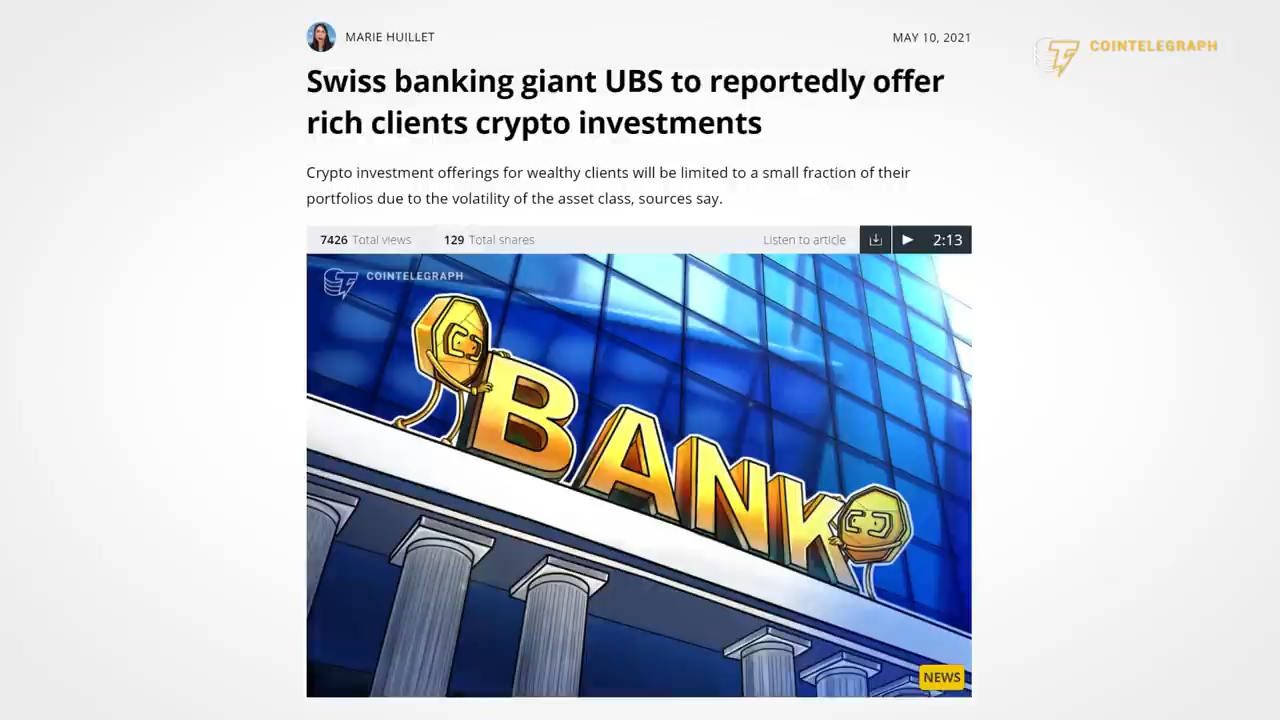 MARIE HUILLET
MAY 10, 2021
COINTELEGRAPH
Swiss banking giant UBS to reportedly offer
rich clients crypto investments
Crypto investment offerings for wealthy clients will be limited to a small fraction of their
portfolios due to the volatility of the asset class, sources say.
7426 Total views 129 Total shares Listen to article 2:13
COINTELEGRAPH
BANK
NEWS